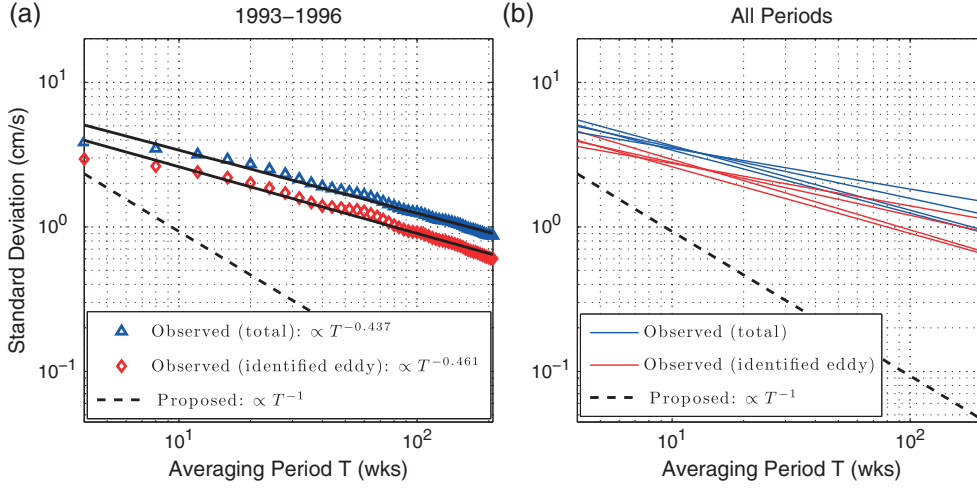 (a)
1993−1996
Standard Deviation (cm/s)
10^1
10^0
10^−1
Observed (total): ∝ T^−0.437
Observed (identified eddy): ∝ T^−0.461
Proposed: ∝ T^−1
10^1
10^2
Averaging Period T (wks)
(b)
All Periods
10^1
10^0
10^−1
Observed (total)
Observed (identified eddy)
Proposed: ∝ T^−1
10^1
10^2
Averaging Period T (wks)